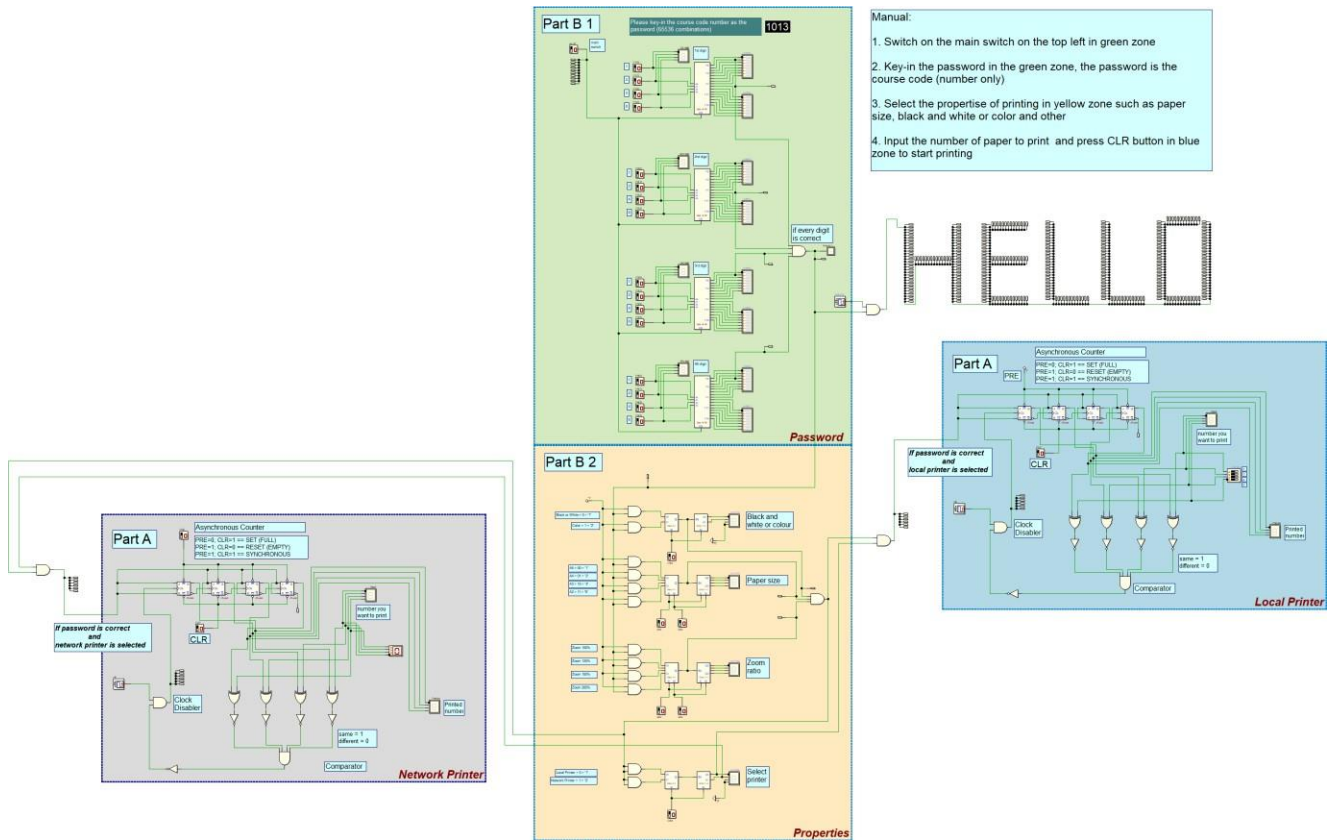 Part B 1
Please key-in the course code number as the
password (65536 combinations)
1013
main
switch
1st digit
2nd digit
3rd digit
4th digit
if every digit
is correct
Password
Manual:
1. Switch on the main switch on the top left in green zone
2. Key-in the password in the green zone, the password is the
course code (number only)
3. Select the propertise of printing in yellow zone such as paper
size, black and white or color and other
4. Input the number of paper to print and press CLR button in blue
zone to start printing
HELLO
Part A
Asynchronous Counter
PRE=0; CLR=1 == SET (FULL)
PRE=1; CLR=0 == RESET (EMPTY)
PRE=1; CLR=1 == SYNCHRONOUS
PRE
CLR
number you
want to print
If password is correct
and
local printer is selected
Clock
Disabler
Printed
number
same = 1
different = 0
Comparator
Local Printer
Part B 2
Black and
white or colour
Paper size
Zoom
ratio
Select
printer
Properties
Part A
Asynchronous Counter
PRE=0; CLR=1 == SET (FULL)
PRE=1; CLR=0 == RESET (EMPTY)
PRE=1; CLR=1 == SYNCHRONOUS
number you
want to print
If password is correct
and
network printer is selected
CLR
Clock
Disabler
Printed
number
same = 1
different = 0
Comparator
Network Printer